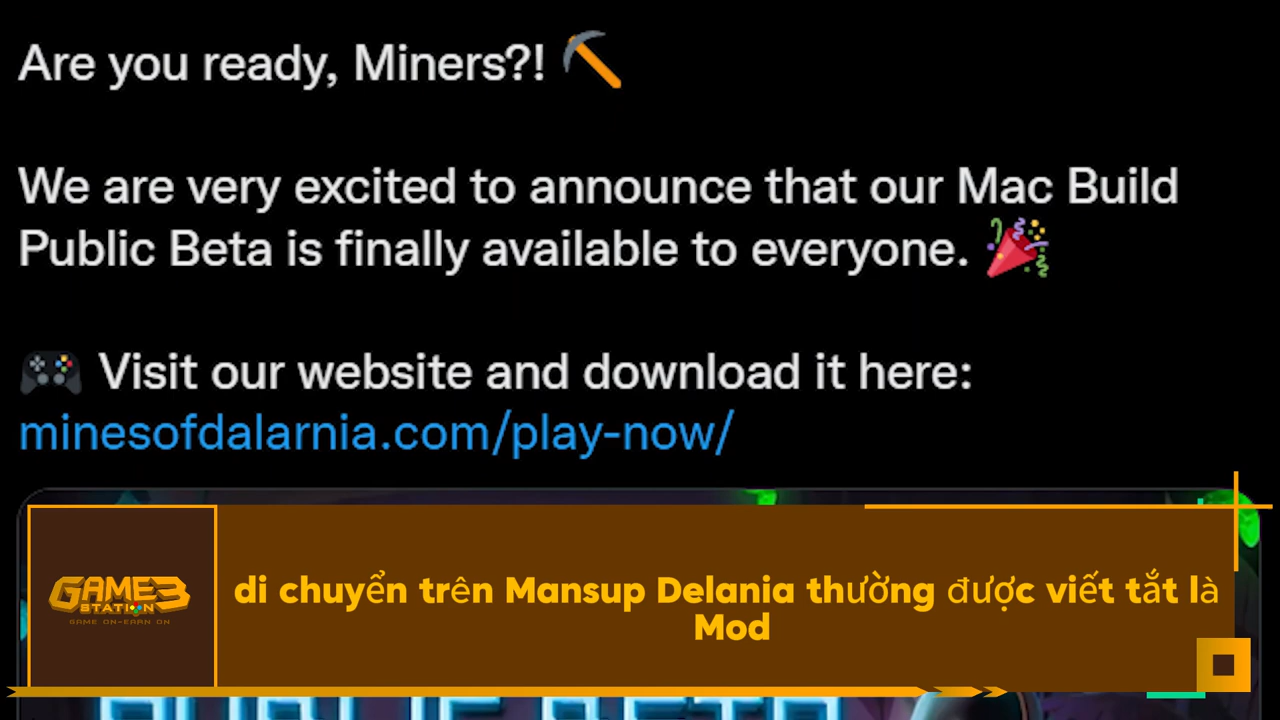 Are you ready, Miners?!
We are very excited to announce that our Mac Build
Public Beta is finally available to everyone.
Visit our website and download it here:
minesofdalarnia.com/play-now/
GAME3
STATION
GAME ON-EARN ON
di chuyển trên Mansup Delania thường được viết tắt là
Mod
PUBLIC BETA